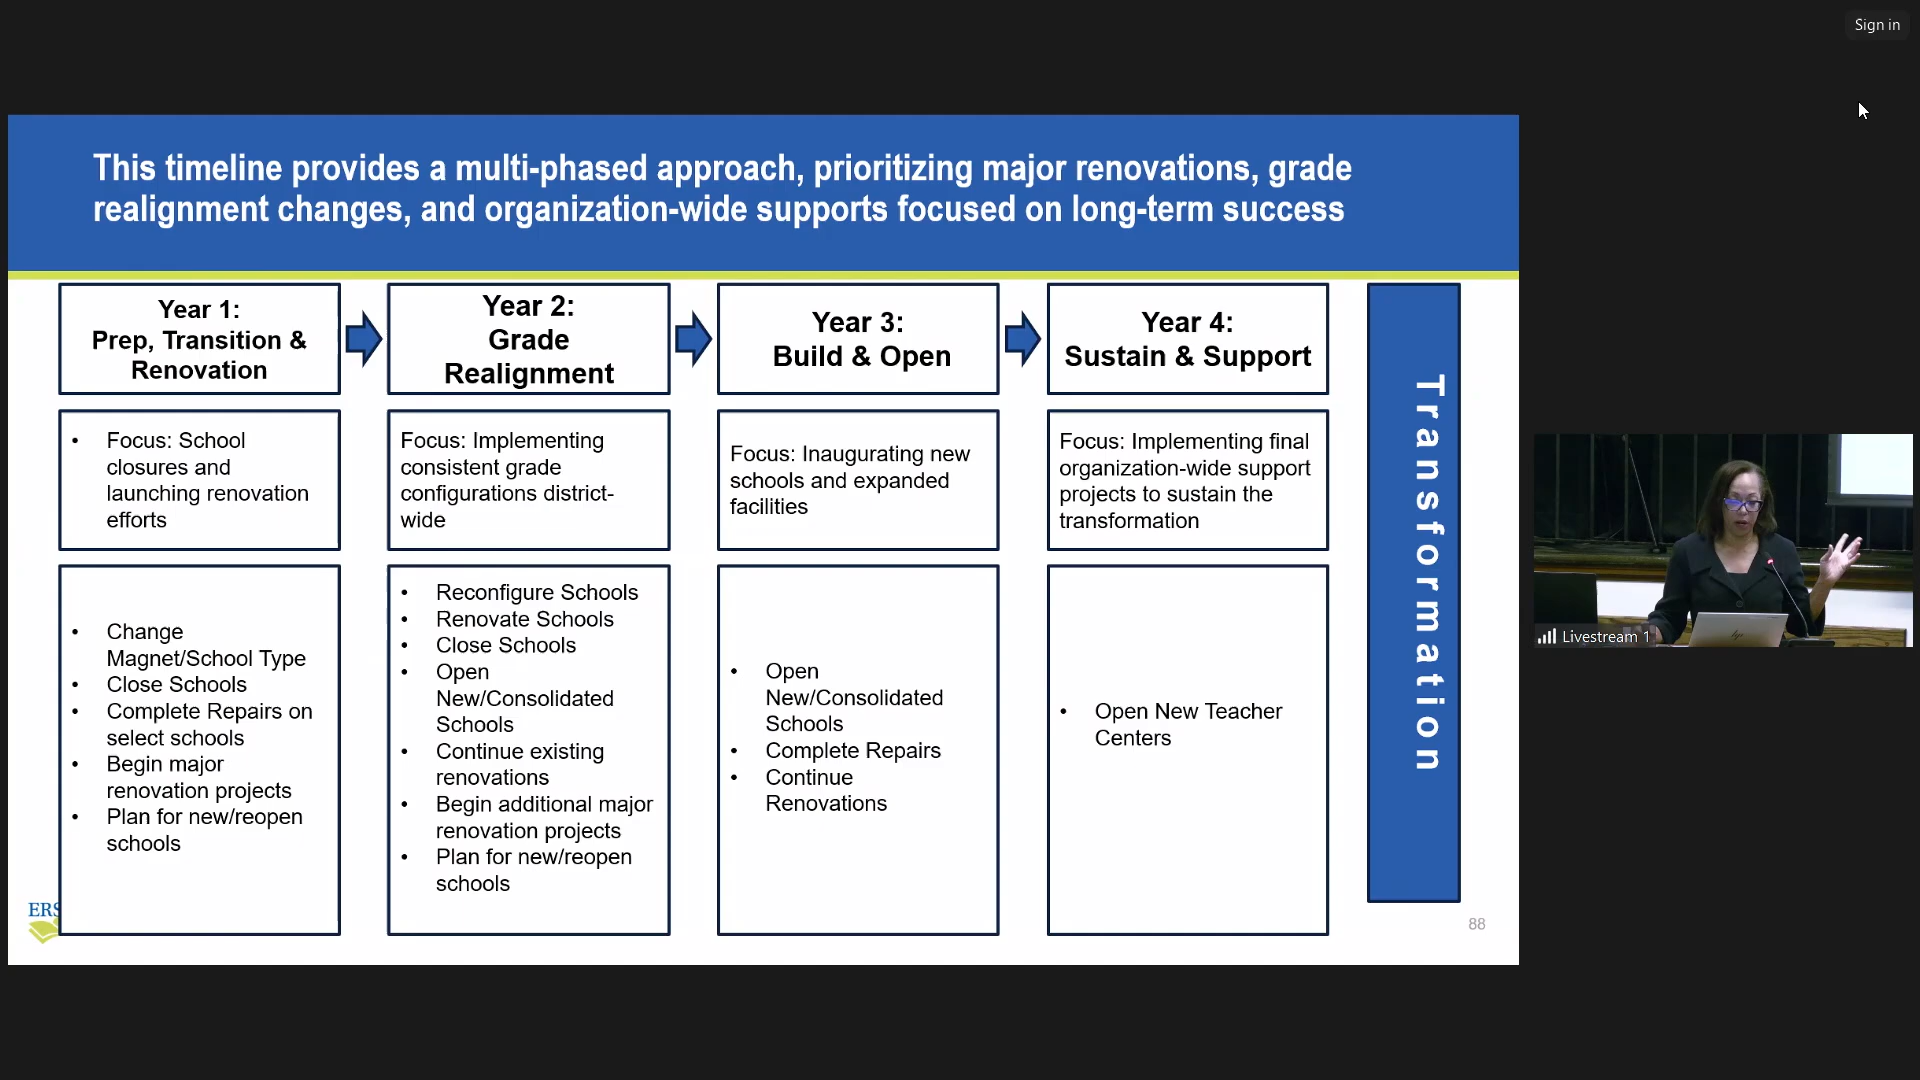 Sign in
This timeline provides a multi-phased approach, prioritizing major renovations, grade
realignment changes, and organization-wide supports focused on long-term success
Year 1:
Prep, Transition &
Renovation
Year 2:
Grade
Realignment
Year 3:
Build & Open
Year 4:
Sustain & Support
• Focus: School
closures and
launching renovation
efforts
Focus: Implementing
consistent grade
configurations district-
wide
Focus: Inaugurating new
schools and expanded
facilities
Focus: Implementing final
organization-wide support
projects to sustain the
transformation
• Change
Magnet/School Type
• Close Schools
• Complete Repairs on
select schools
• Begin major
renovation projects
• Plan for new/reopen
schools
• Reconfigure Schools
• Renovate Schools
• Close Schools
• Open
New/Consolidated
Schools
• Continue existing
renovations
• Begin additional major
renovation projects
• Plan for new/reopen
schools
• Open
New/Consolidated
Schools
• Complete Repairs
• Continue
Renovations
• Open New Teacher
Centers
Transformation
ERS
88
Livestream 1
hp